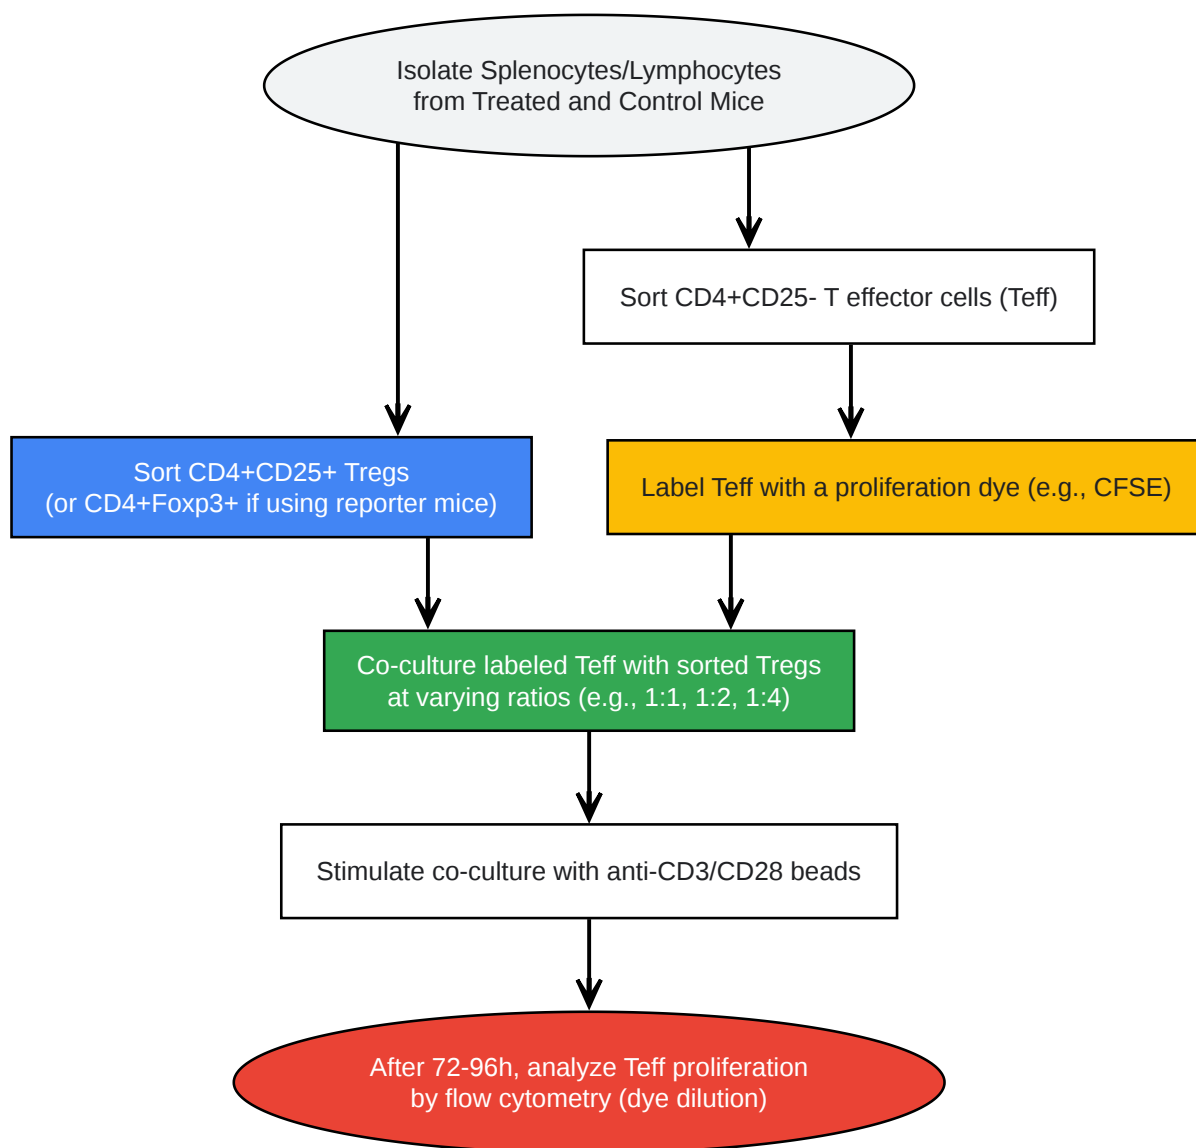 Isolate Splenocytes/Lymphocytes
from Treated and Control Mice
Sort CD4+CD25- T effector cells (Teff)
Sort CD4+CD25+ Tregs
(or CD4+Foxp3+ if using reporter mice)
Label Teff with a proliferation dye (e.g., CFSE)
Co-culture labeled Teff with sorted Tregs
at varying ratios (e.g., 1:1, 1:2, 1:4)
Stimulate co-culture with anti-CD3/CD28 beads
After 72-96h, analyze Teff proliferation
by flow cytometry (dye dilution)